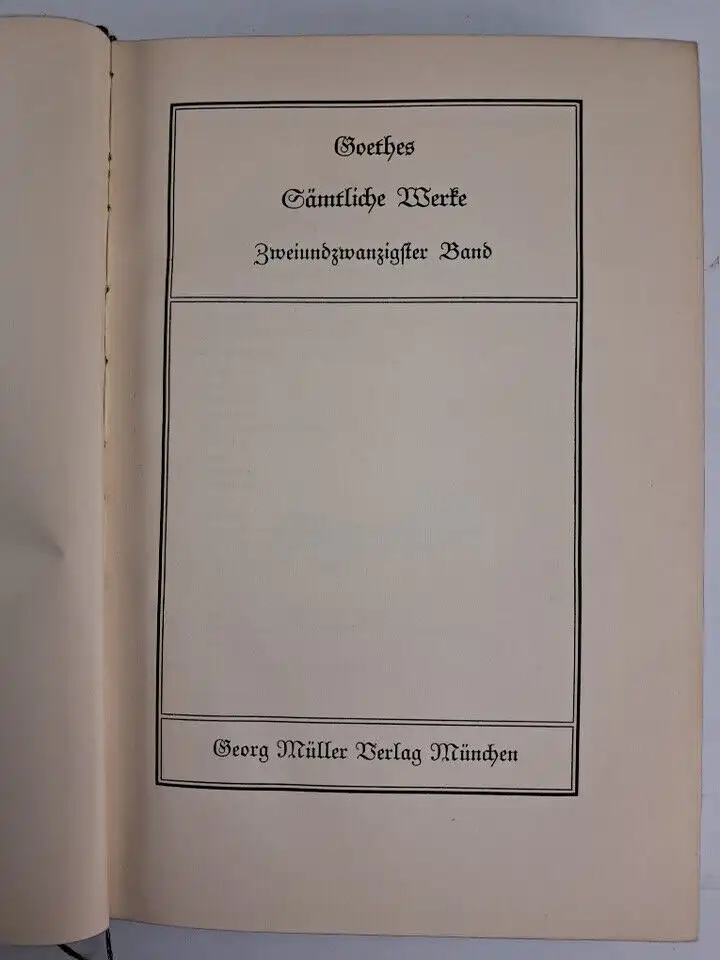 Goethes
Sämtliche Werke
Zweiundzwanzigster Band
Georg Müller Verlag München